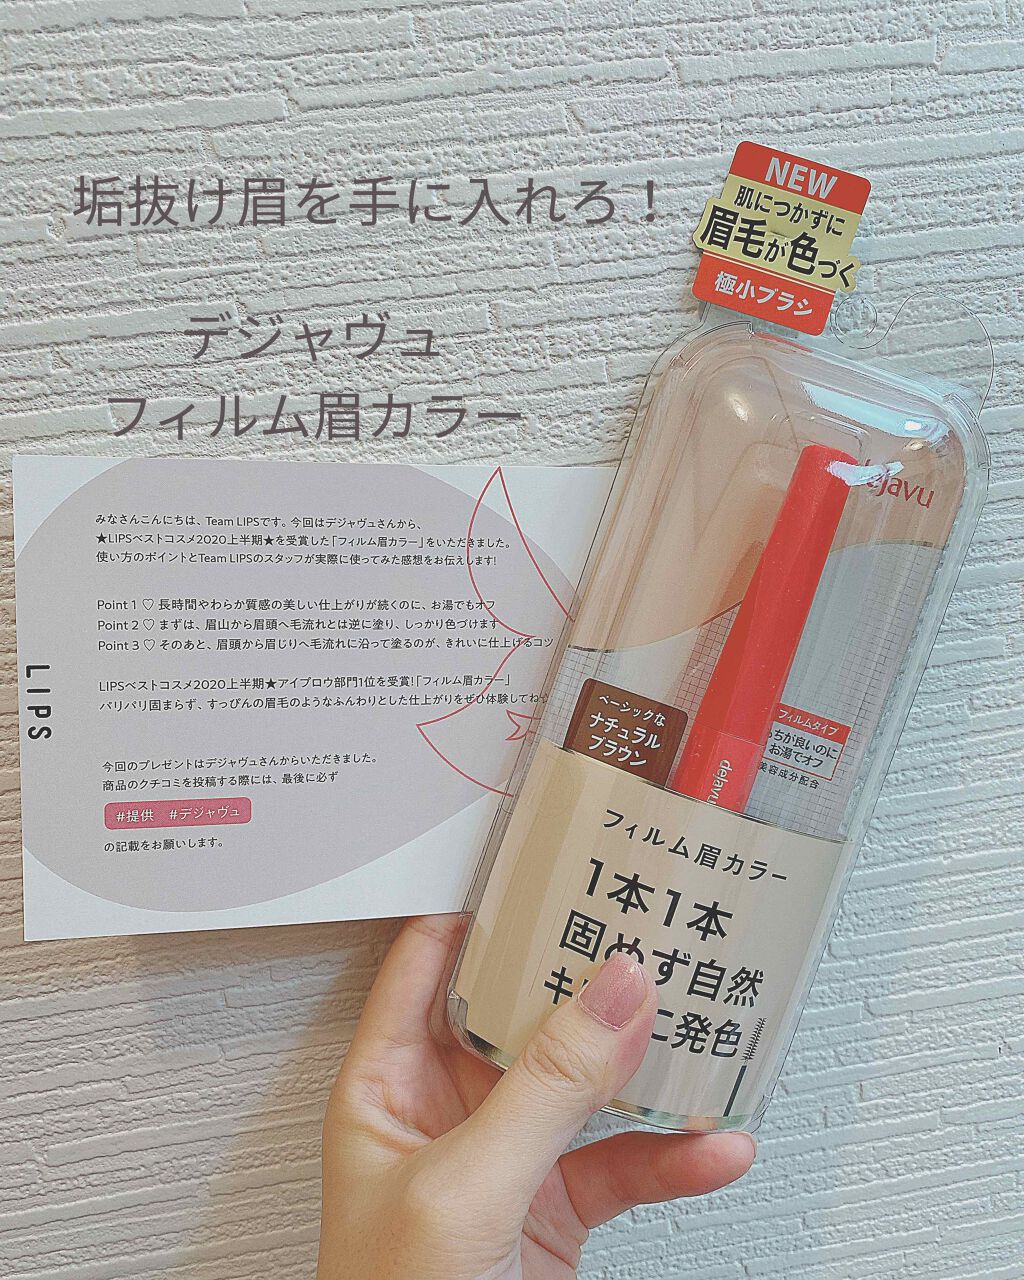 垢抜け眉を手に入れろ！
デジャヴュ
フィルム眉カラー
NEW
肌につかずに
眉毛が色づく
極小ブラシ
dejavu
みなさんこんにちは、Team LIPSです。今回はデジャヴュさんから、
★LIPSベストコスメ2020上半期★を受賞した「フィルム眉カラー」をいただきました。
使い方のポイントとTeam LIPSのスタッフが実際に使ってみた感想をお伝えします!
Point 1 ♡ 長時間やわらか質感の美しい仕上がりが続くのに、お湯でもオフ
Point 2 ♡ まずは、眉山から眉頭へ毛流れとは逆に塗り、しっかり色づけます
Point 3 ♡ そのあと、眉頭から眉じりへ毛流れに沿って塗るのが、きれいに仕上げるコツ
LIPSベストコスメ2020上半期★アイブロウ部門1位を受賞!「フィルム眉カラー」
バリバリ固まらず、すっぴんの眉毛のようなふんわりとした仕上がりをぜひ体験してね
今回のプレゼントはデジャヴュさんからいただきました。
商品のクチコミを投稿する際には、最後に必ず
#提供 #デジャヴュ
の記載をお願いします。
LIPS
ベーシックな
ナチュラル
ブラウン
dejavu
フィルムタイプ
ちが良いのに
お湯でオフ
美容成分配合
フィルム眉カラー
1本1本
固めず自然
キ に発色